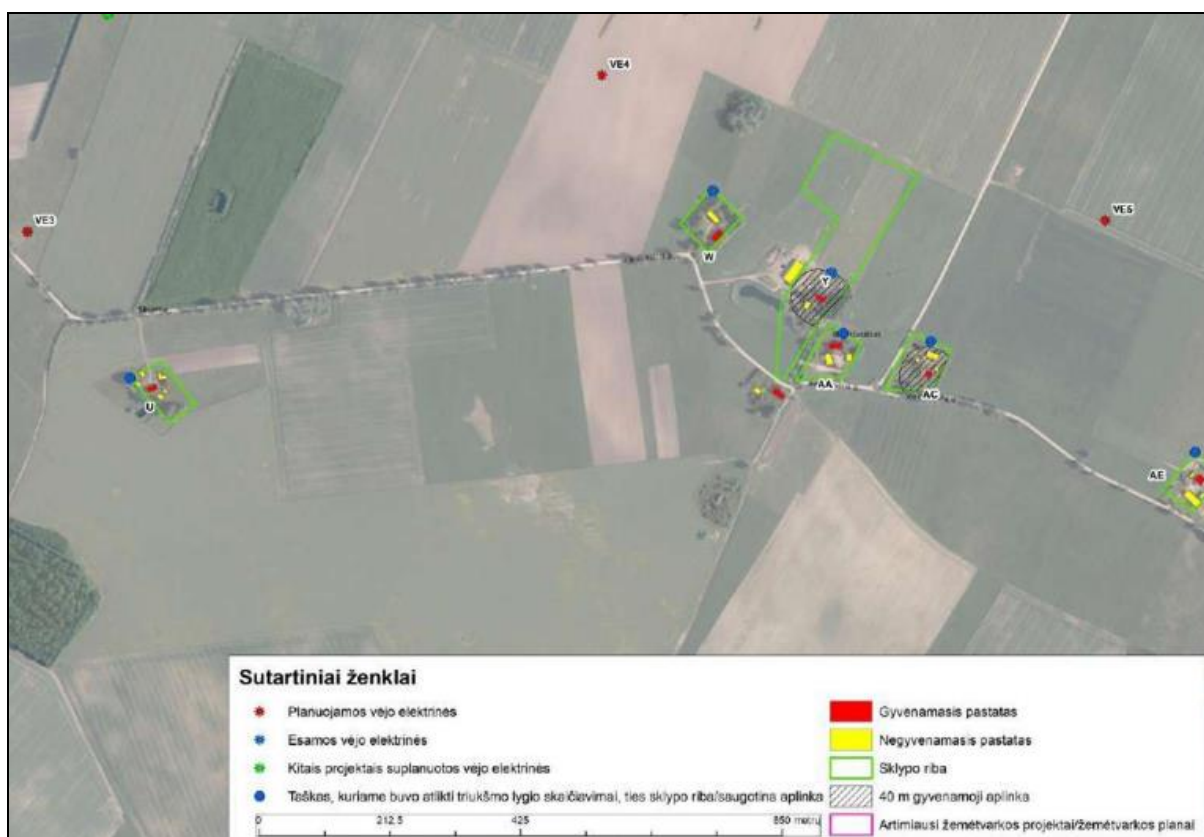 VE4
VE3
VE5
W
Y
AA
AC
U
AE
Sutartiniai ženklai
Planuojamos vėjo elektrinės
Esamos vėjo elektrinės
Kitais projektais suplanuotos vėjo elektrinės
Taškas, kuriame buvo atlikti triukšmo lygio skaičiavimai, ties sklypo riba/saugotina aplinka
0 212,5 425 850 metrų
Gyvenamasis pastatas
Negyvenamasis pastatas
Sklypo riba
40 m gyvenamoji aplinka
Artimiausi žemėtvarkos projektai/žemėtvarkos planai